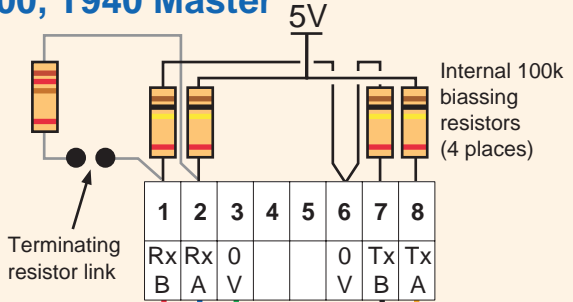 00, T940 Master
5V
Internal 100k
biassing
resistors
(4 places)
1 2 3 4 5 6 7 8
Rx Rx 0 0 Tx Tx
B A V V B A
Terminating
resistor link